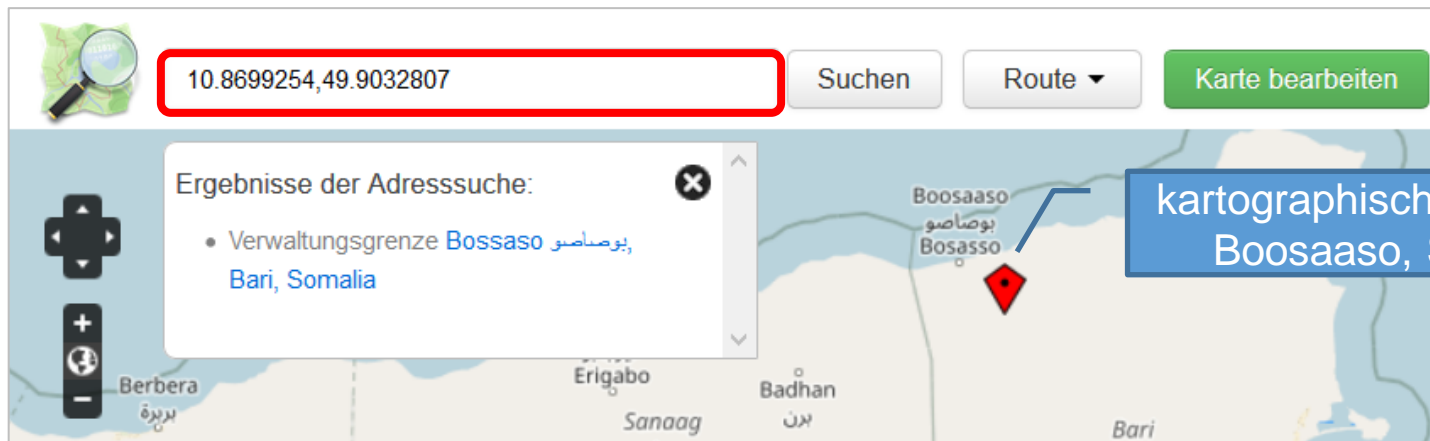 10.8699254,49.9032807
Suchen
Route
Karte bearbeiten
Ergebnisse der Adresssuche:
Verwaltungsgrenze Bossaso بوصاصو,
Bari, Somalia
Boosaaso
بوصاصو
Bosasso
kartographisch
Boosaaso,
Berbera
بربرة
Erigabo
Sanaag
Badhan
برن
Bari